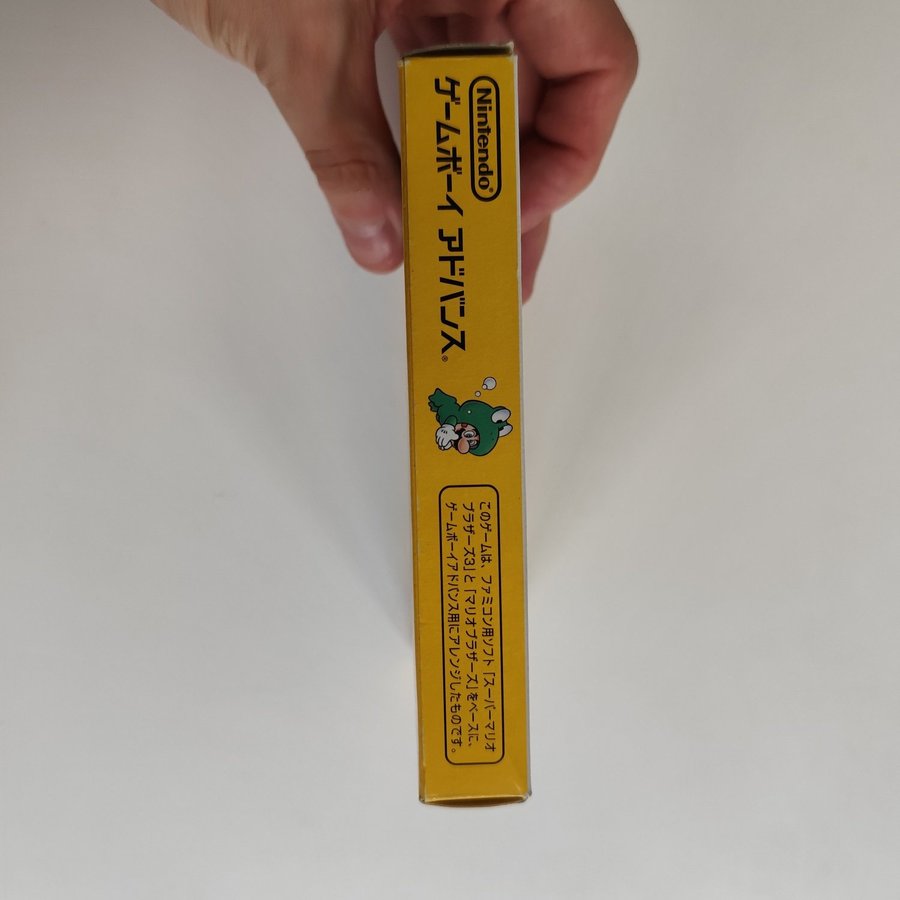 Nintendo®
ゲームボーイ アドバンス®
このゲームは、ファミコン用ソフト「スーパーマリオ
ブラザーズ3」と「マリオブラザーズ」をベースに、
ゲームボーイアドバンス用にアレンジしたものです。